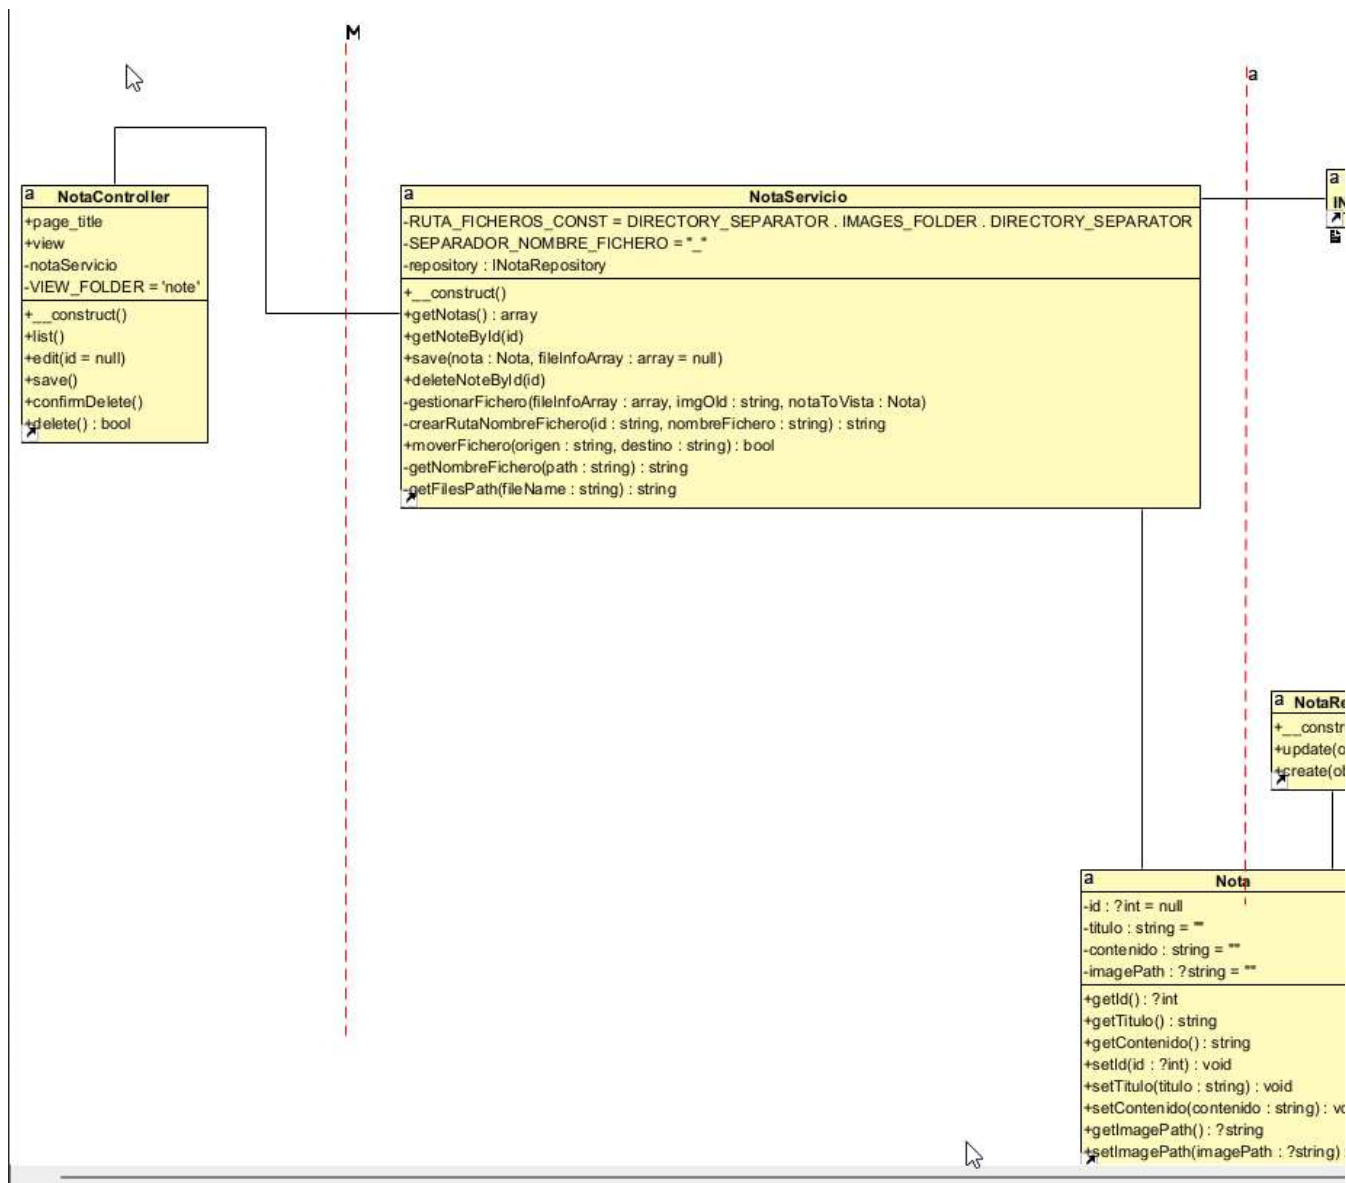 M
a
a
NotaController
+page_title
+view
-notaServicio
-VIEW_FOLDER = 'note'
+__construct()
+list()
+edit(id = null)
+save()
+confirmDelete()
+delete() : bool
a
NotaServicio
-RUTA_FICHEROS_CONST = DIRECTORY_SEPARATOR . IMAGES_FOLDER . DIRECTORY_SEPARATOR
-SEPARADOR_NOMBRE_FICHERO = "_"
-repository : INotaRepository
+__construct()
+getNotas() : array
+getNoteById(id)
+save(nota : Nota, fileInfoArray : array = null)
+deleteNoteById(id)
-gestionarFichero(fileInfoArray : array, imgOld : string, notaToVista : Nota)
-crearRutaNombreFichero(id : string, nombreFichero : string) : string
+moverFichero(origen : string, destino : string) : bool
-getNombreFichero(path : string) : string
-getFilesPath(fileName : string) : string
a
IN
a
NotaRe
+__constr
+update(o
+create(ob
a
Nota
-id : ?int = null
-titulo : string = ""
-contenido : string = ""
-imagePath : ?string = ""
+getId() : ?int
+getTitulo() : string
+getContenido() : string
+setId(id : ?int) : void
+setTitulo(titulo : string) : void
+setContenido(contenido : string) : vo
+getImagePath() : ?string
+setImagePath(imagePath : ?string) :